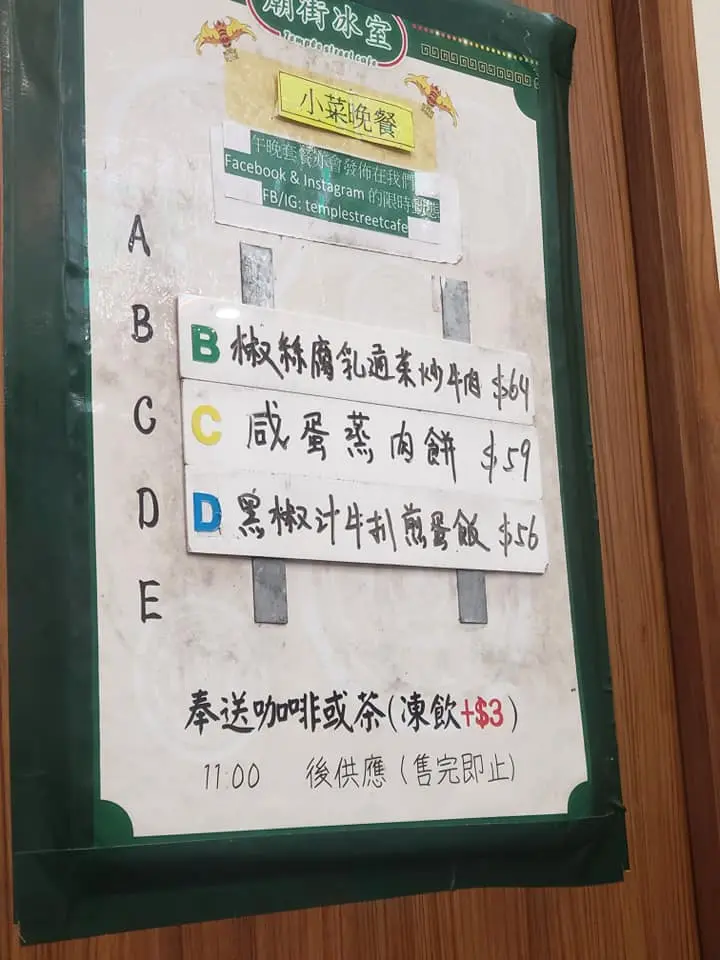 廟街冰室
Temple street cafe
小菜晚餐
午晚套餐亦會發佈在我們
Facebook & Instagram 的限時動態
FB/IG: templestreetcafe
A
B
B 椒絲腐乳通菜炒牛肉 $64
C
C 咸蛋蒸肉餅 $59
D
D 黑椒汁牛扒煎蛋飯 $56
E
奉送咖啡或茶(凍飲+$3)
11:00 後供應 (售完即止)